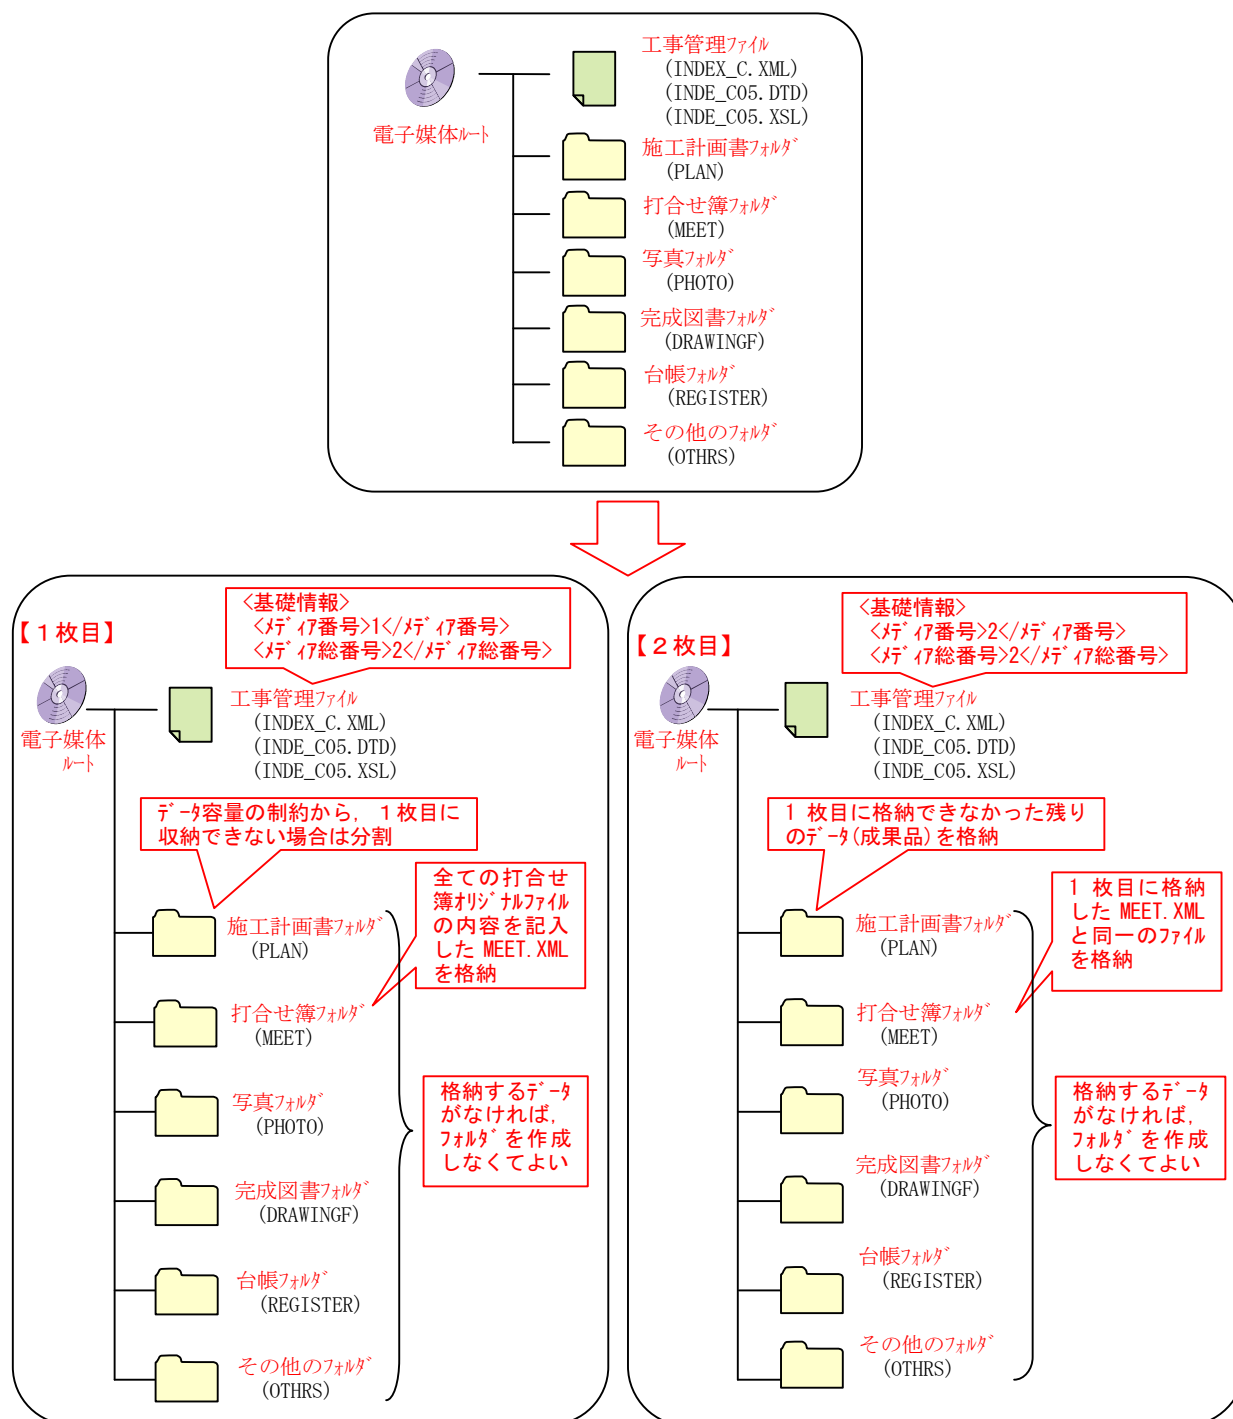 工事管理ﾌｧｲﾙ
(INDEX_C.XML)
(INDE_C05.DTD)
(INDE_C05.XSL)
電子媒体ﾙｰﾄ
施工計画書ﾌｫﾙﾀﾞ
(PLAN)
打合せ簿ﾌｫﾙﾀﾞ
(MEET)
写真ﾌｫﾙﾀﾞ
(PHOTO)
完成図書ﾌｫﾙﾀﾞ
(DRAWINGF)
台帳ﾌｫﾙﾀﾞ
(REGISTER)
その他のﾌｫﾙﾀﾞ
(OTHRS)
【１枚目】
<基礎情報>
<ﾒﾃﾞｨｱ番号>1</ﾒﾃﾞｨｱ番号>
<ﾒﾃﾞｨｱ総番号>2</ﾒﾃﾞｨｱ総番号>
工事管理ﾌｧｲﾙ
(INDEX_C.XML)
(INDE_C05.DTD)
(INDE_C05.XSL)
電子媒体
ﾙｰﾄ
ﾃﾞｰﾀ容量の制約から，１枚目に
収納できない場合は分割
全ての打合せ
簿ｵﾘｼﾞﾅﾙﾌｧｲﾙ
の内容を記入
した MEET.XML
を格納
施工計画書ﾌｫﾙﾀﾞ
(PLAN)
打合せ簿ﾌｫﾙﾀﾞ
(MEET)
写真ﾌｫﾙﾀﾞ
(PHOTO)
格納するﾃﾞｰﾀ
がなければ，
ﾌｫﾙﾀﾞを作成
しなくてよい
完成図書ﾌｫﾙﾀﾞ
(DRAWINGF)
台帳ﾌｫﾙﾀﾞ
(REGISTER)
その他のﾌｫﾙﾀﾞ
(OTHRS)
【２枚目】
<基礎情報>
<ﾒﾃﾞｨｱ番号>2</ﾒﾃﾞｨｱ番号>
<ﾒﾃﾞｨｱ総番号>2</ﾒﾃﾞｨｱ総番号>
工事管理ﾌｧｲﾙ
(INDEX_C.XML)
(INDE_C05.DTD)
(INDE_C05.XSL)
電子媒体
ﾙｰﾄ
1 枚目に格納できなかった残り
のﾃﾞｰﾀ(成果品)を格納
1 枚目に格納
した MEET.XML
と同一のﾌｧｲﾙ
を格納
施工計画書ﾌｫﾙﾀﾞ
(PLAN)
打合せ簿ﾌｫﾙﾀﾞ
(MEET)
写真ﾌｫﾙﾀﾞ
(PHOTO)
格納するﾃﾞｰﾀ
がなければ，
ﾌｫﾙﾀﾞを作成
しなくてよい
完成図書ﾌｫﾙﾀﾞ
(DRAWINGF)
台帳ﾌｫﾙﾀﾞ
(REGISTER)
その他のﾌｫﾙﾀﾞ
(OTHRS)